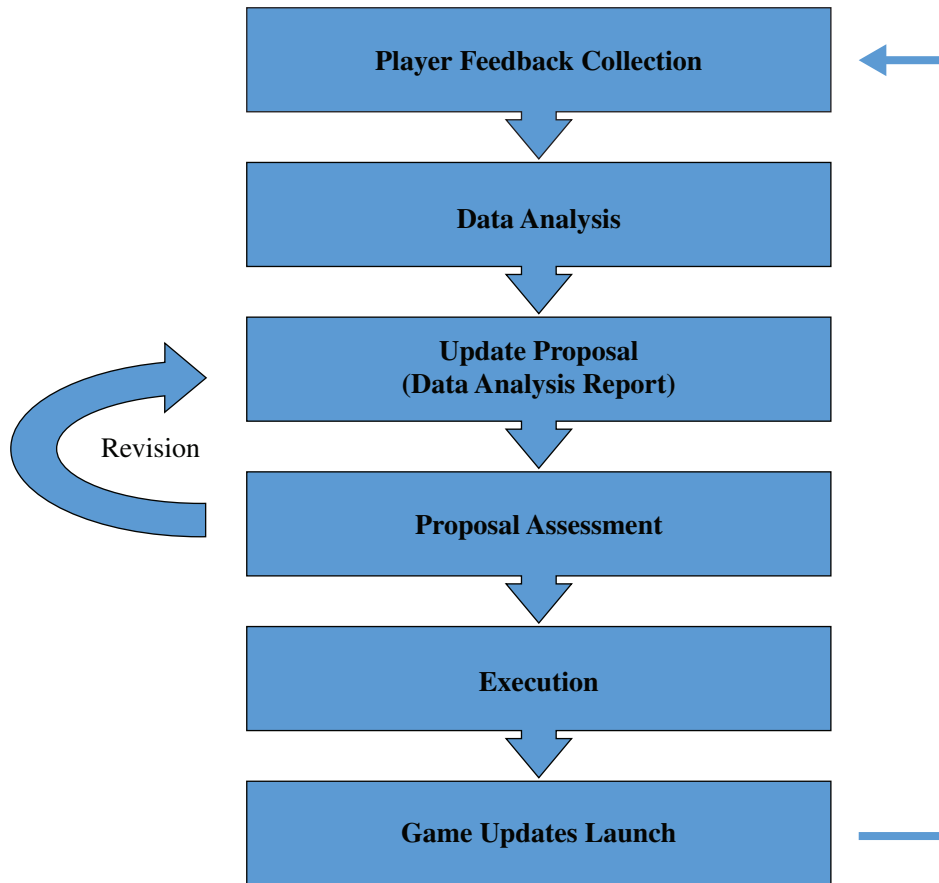 Player Feedback Collection
Data Analysis
Update Proposal
(Data Analysis Report)
Revision
Proposal Assessment
Execution
Game Updates Launch